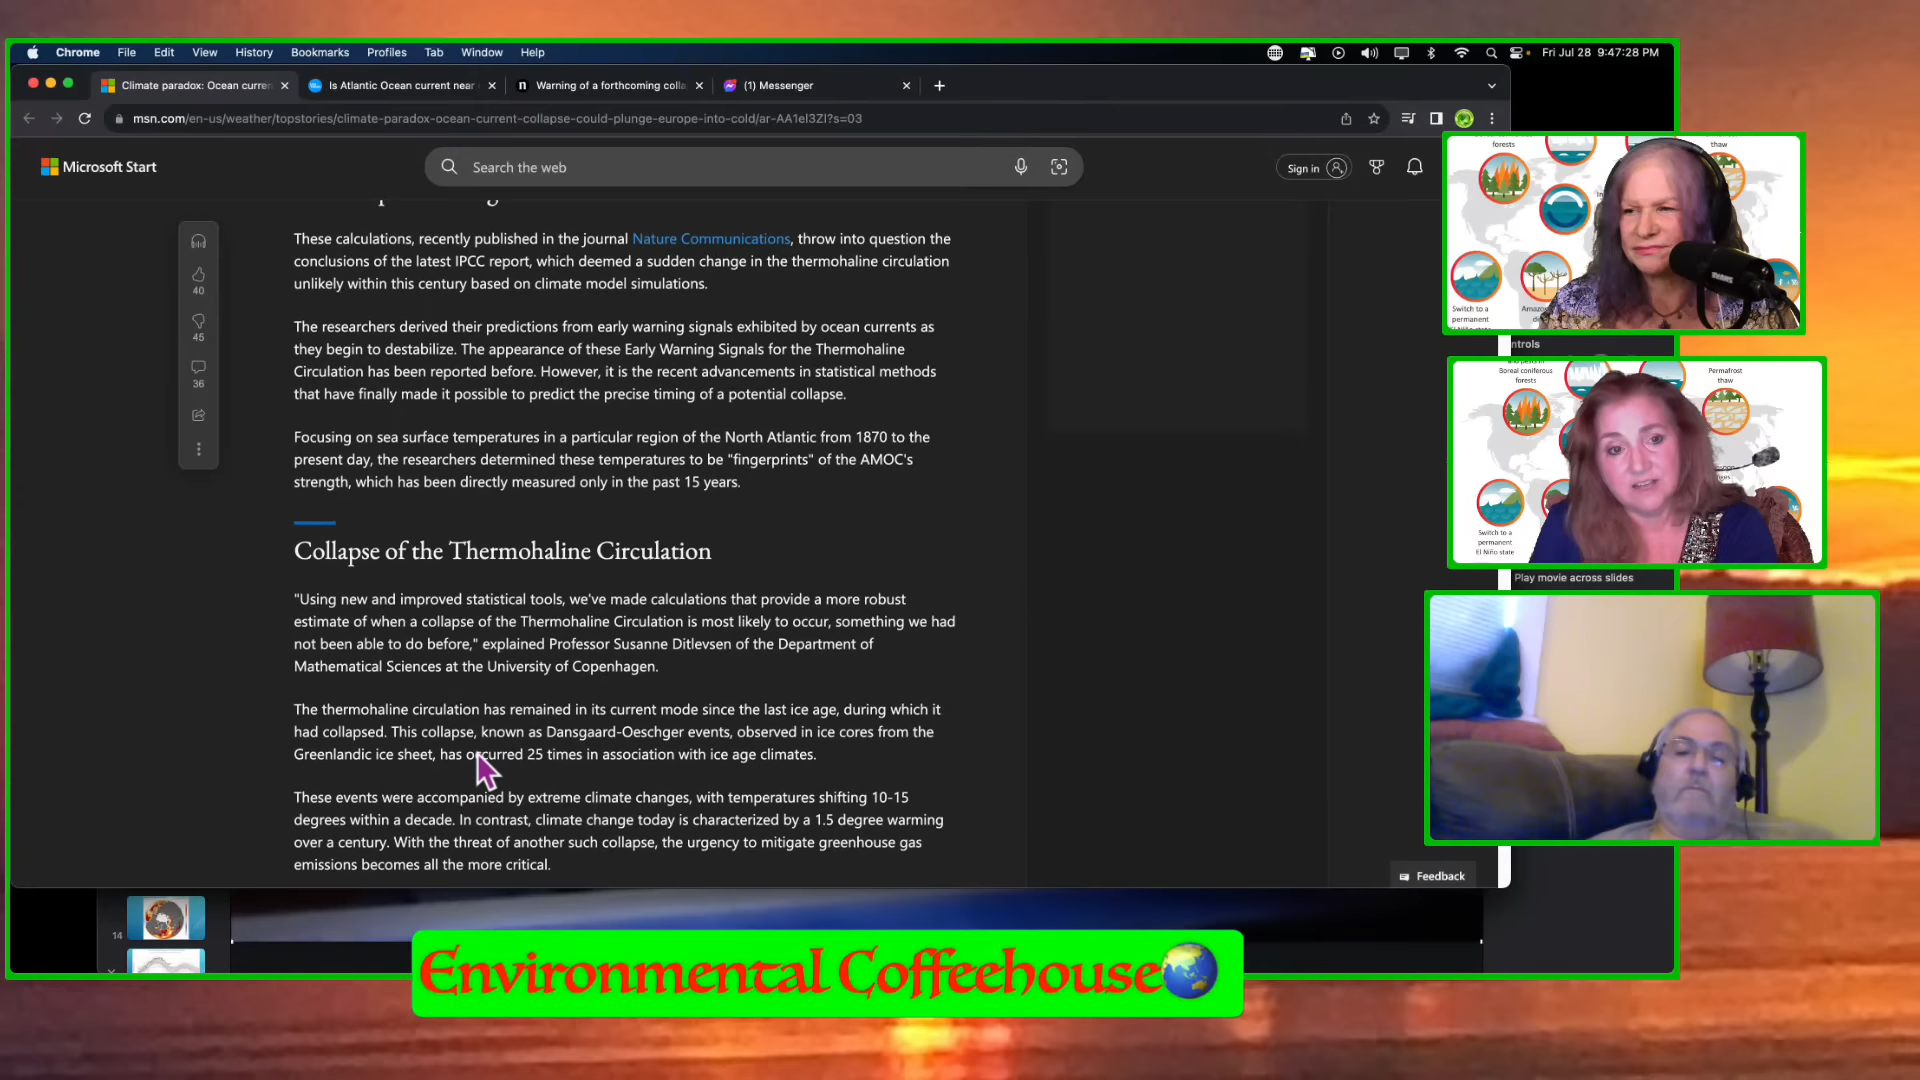 Chrome File Edit View History Bookmarks Profiles Tab Window Help
Fri Jul 28 9:47:28 PM
Climate paradox: Ocean curren
Is Atlantic Ocean current near
n Warning of a forthcoming colla
(1) Messenger
msn.com/en-us/weather/topstories/climate-paradox-ocean-current-collapse-could-plunge-europe-into-cold/ar-AA1eI3ZI?s=03
Microsoft Start
Search the web
Sign in
These calculations, recently published in the journal Nature Communications, throw into question the
conclusions of the latest IPCC report, which deemed a sudden change in the thermohaline circulation
unlikely within this century based on climate model simulations.
40
45
36
The researchers derived their predictions from early warning signals exhibited by ocean currents as
they begin to destabilize. The appearance of these Early Warning Signals for the Thermohaline
Circulation has been reported before. However, it is the recent advancements in statistical methods
that have finally made it possible to predict the precise timing of a potential collapse.
Focusing on sea surface temperatures in a particular region of the North Atlantic from 1870 to the
present day, the researchers determined these temperatures to be "fingerprints" of the AMOC's
strength, which has been directly measured only in the past 15 years.
Collapse of the Thermohaline Circulation
"Using new and improved statistical tools, we've made calculations that provide a more robust
estimate of when a collapse of the Thermohaline Circulation is most likely to occur, something we had
not been able to do before," explained Professor Susanne Ditlevsen of the Department of
Mathematical Sciences at the University of Copenhagen.
The thermohaline circulation has remained in its current mode since the last ice age, during which it
had collapsed. This collapse, known as Dansgaard-Oeschger events, observed in ice cores from the
Greenlandic ice sheet, has occurred 25 times in association with ice age climates.
These events were accompanied by extreme climate changes, with temperatures shifting 10-15
degrees within a decade. In contrast, climate change today is characterized by a 1.5 degree warming
over a century. With the threat of another such collapse, the urgency to mitigate greenhouse gas
emissions becomes all the more critical.
Feedback
forests
thaw
Switch to a
permanent
ntrols
Boreal coniferous
forests
Permafrost
thaw
Switch to a
permanent
El Niño state
Play movie across slides
14
Environmental Coffeehouse